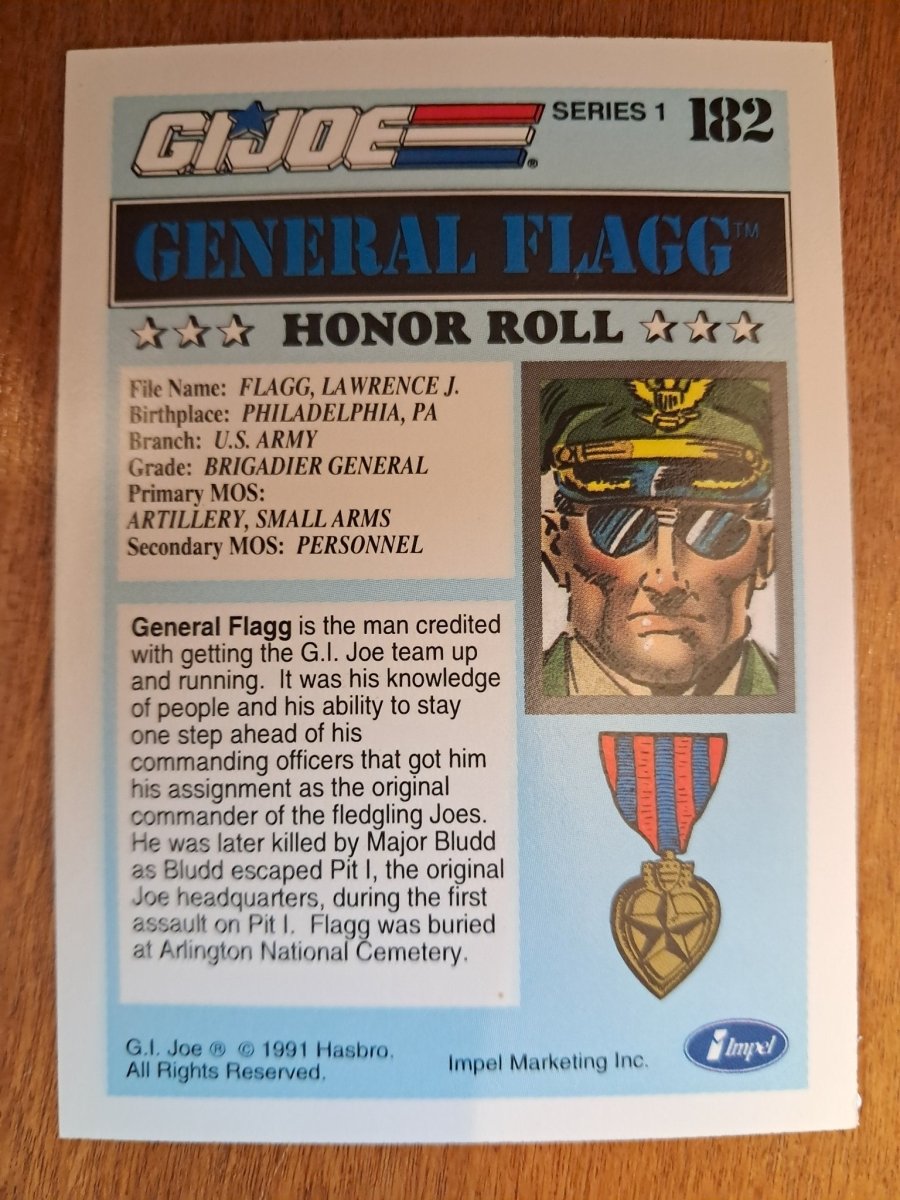 G.I. JOE ®
SERIES 1
182
GENERAL FLAGG™
HONOR ROLL
File Name: FLAGG, LAWRENCE J.
Birthplace: PHILADELPHIA, PA
Branch: U.S. ARMY
Grade: BRIGADIER GENERAL
Primary MOS:
ARTILLERY, SMALL ARMS
Secondary MOS: PERSONNEL
General Flagg is the man credited
with getting the G.I. Joe team up
and running. It was his knowledge
of people and his ability to stay
one step ahead of his
commanding officers that got him
his assignment as the original
commander of the fledgling Joes.
He was later killed by Major Bludd
as Bludd escaped Pit I, the original
Joe headquarters, during the first
assault on Pit I. Flagg was buried
at Arlington National Cemetery.
G.I. Joe ® © 1991 Hasbro.
All Rights Reserved.
Impel Marketing Inc.
i Impel